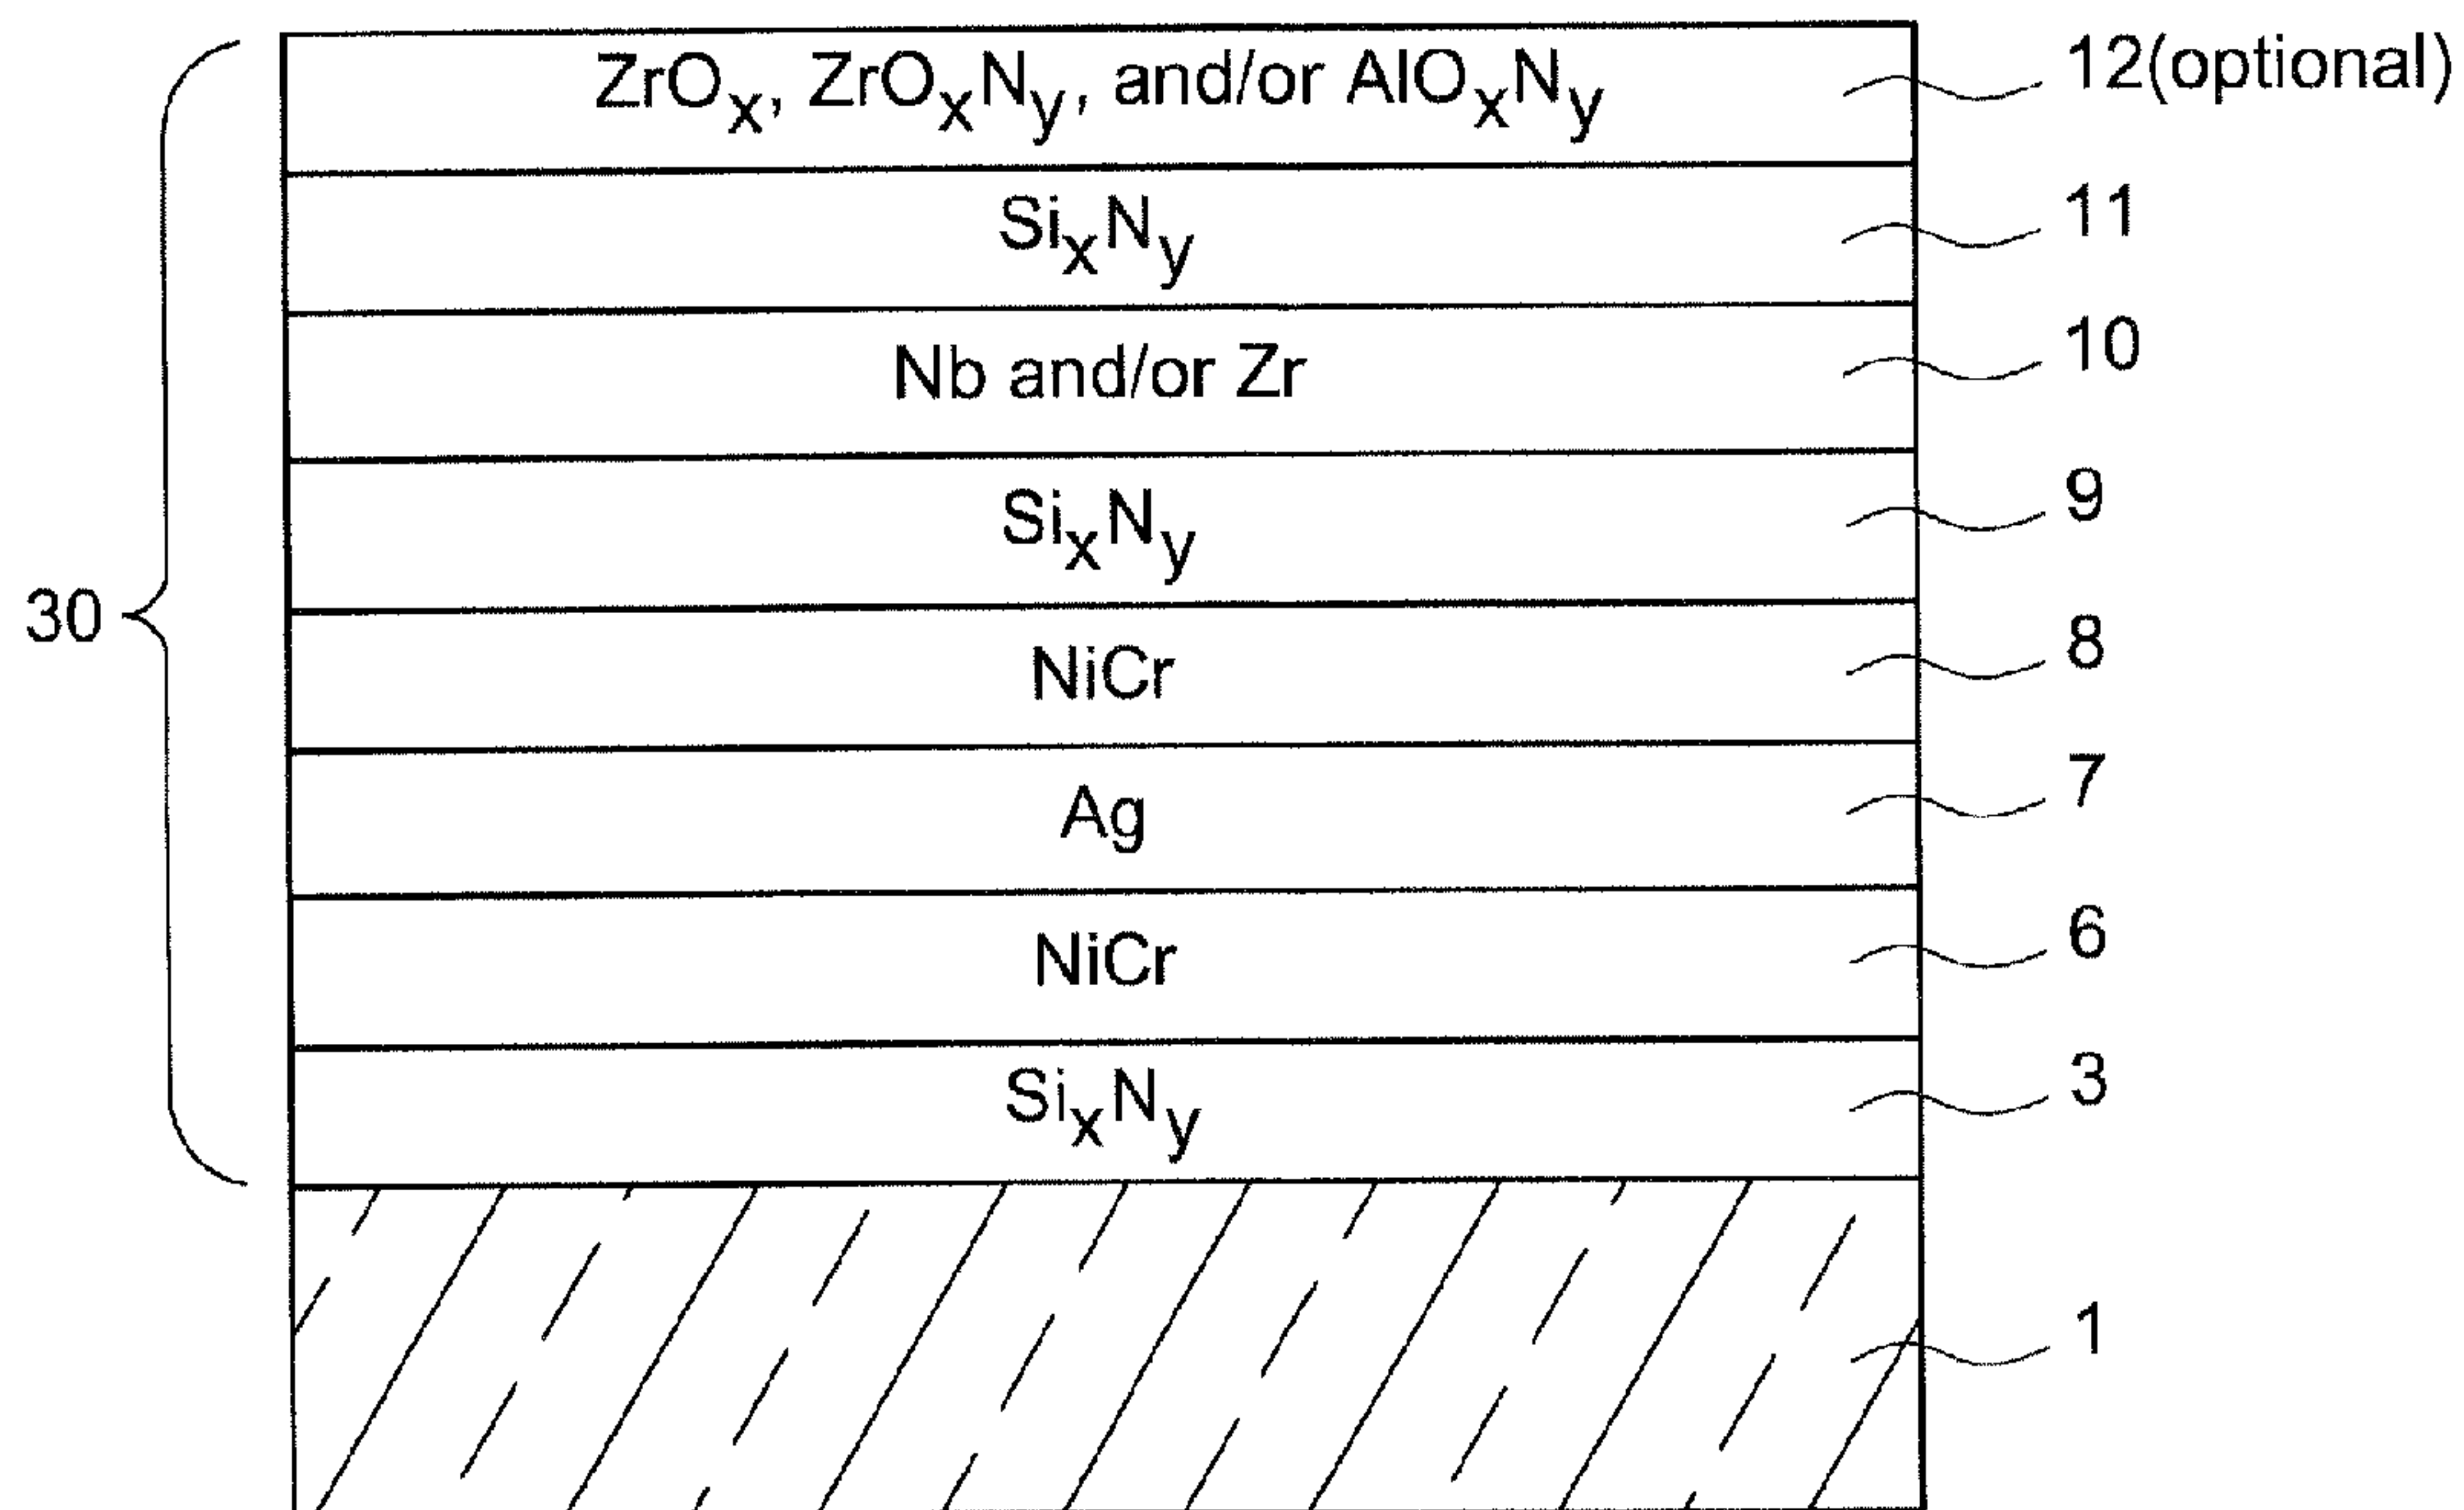 ZrOx, ZrOxNy, and/or AlOxNy 12(optional)
SixNy 11
Nb and/or Zr 10
SixNy 9
30
NiCr 8
Ag 7
NiCr 6
SixNy 3
1